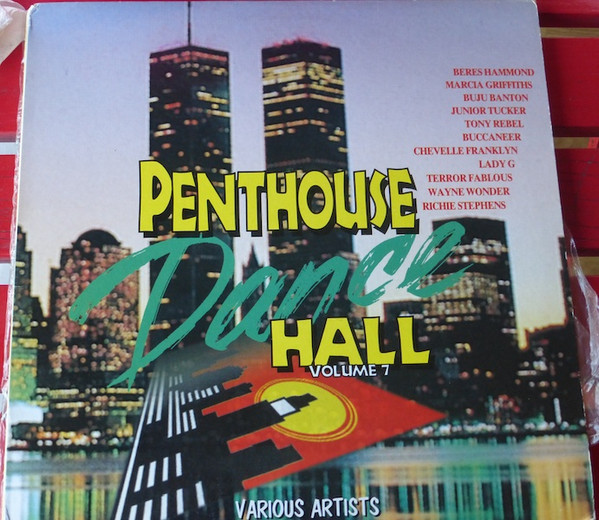 BERES HAMMOND
MARCIA GRIFFITHS
BUJU BANTON
JUNIOR TUCKER
TONY REBEL
BUCCANEER
CHEVELLE FRANKLYN
LADY G
TERROR FABLOUS
WAYNE WONDER
RICHIE STEPHENS
PENTHOUSE
Dance
HALL
VOLUME 7
VARIOUS ARTISTS